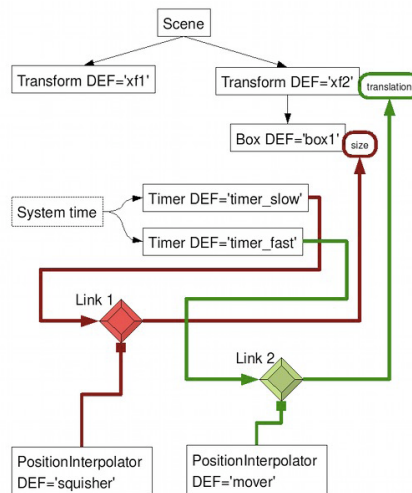 Scene
Transform DEF='xf1'
Transform DEF='xf2'
translation
Box DEF='box1'
size
Timer DEF='timer_slow'
System time
Timer DEF='timer_fast'
Link 1
Link 2
PositionInterpolator
DEF='squisher'
PositionInterpolator
DEF='mover'